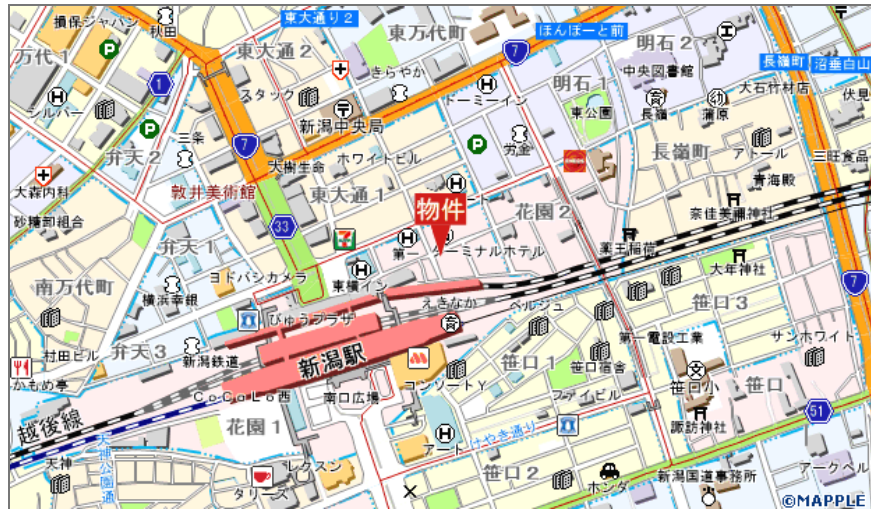 損保ジャパン
秋田
東大通り2
東万代町
7
ほんぽーと前
明石2
長嶺町
沼垂白山
万代1
東大通2
きらやか
中央図書館
1
スタック
ドーミーイン
明石1
大石竹材店
伏見
シルバー
新潟中央局
東公園
長嶺
蒲原
弁天2
三条
7
労金
長嶺町
アトール
三旺食品
大樹生命
ホワイトビル
大森内科
敦井美術館
東大通1
物件
花園2
青海殿
砂糖卸組合
33
ート
奈佳美禰神社
弁天1
第一
ターミナルホテル
薬王稲荷
南万代町
ヨドバシカメラ
東横イン
大年神社
7
横浜幸銀
えきなか
ベルジュ
笹口3
びゅうプラザ
第一電設工業
サンホワイト
村田ビル
弁天3
新潟鉄道
新潟駅
笹口1
笹口宿舎
笹口小
笹口
かもめ亭
CoCoLo西
南口広場
コンソートY
ファイビル
51
越後線
花園1
けやき通り
諏訪神社
天神公園通
アート
天神
レクスン
笹口2
新潟国道事務所
アークベル
タリーズ
ホンダ
©MAPPLE